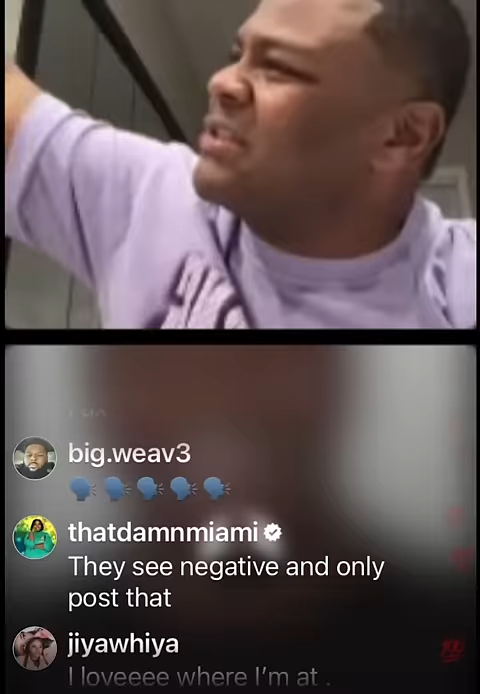 big.weav3
🗣️🗣️🗣️🗣️🗣️
thatdamnmiami
They see negative and only
post that
jiyawhiya
I loveeee where I'm at .
💯